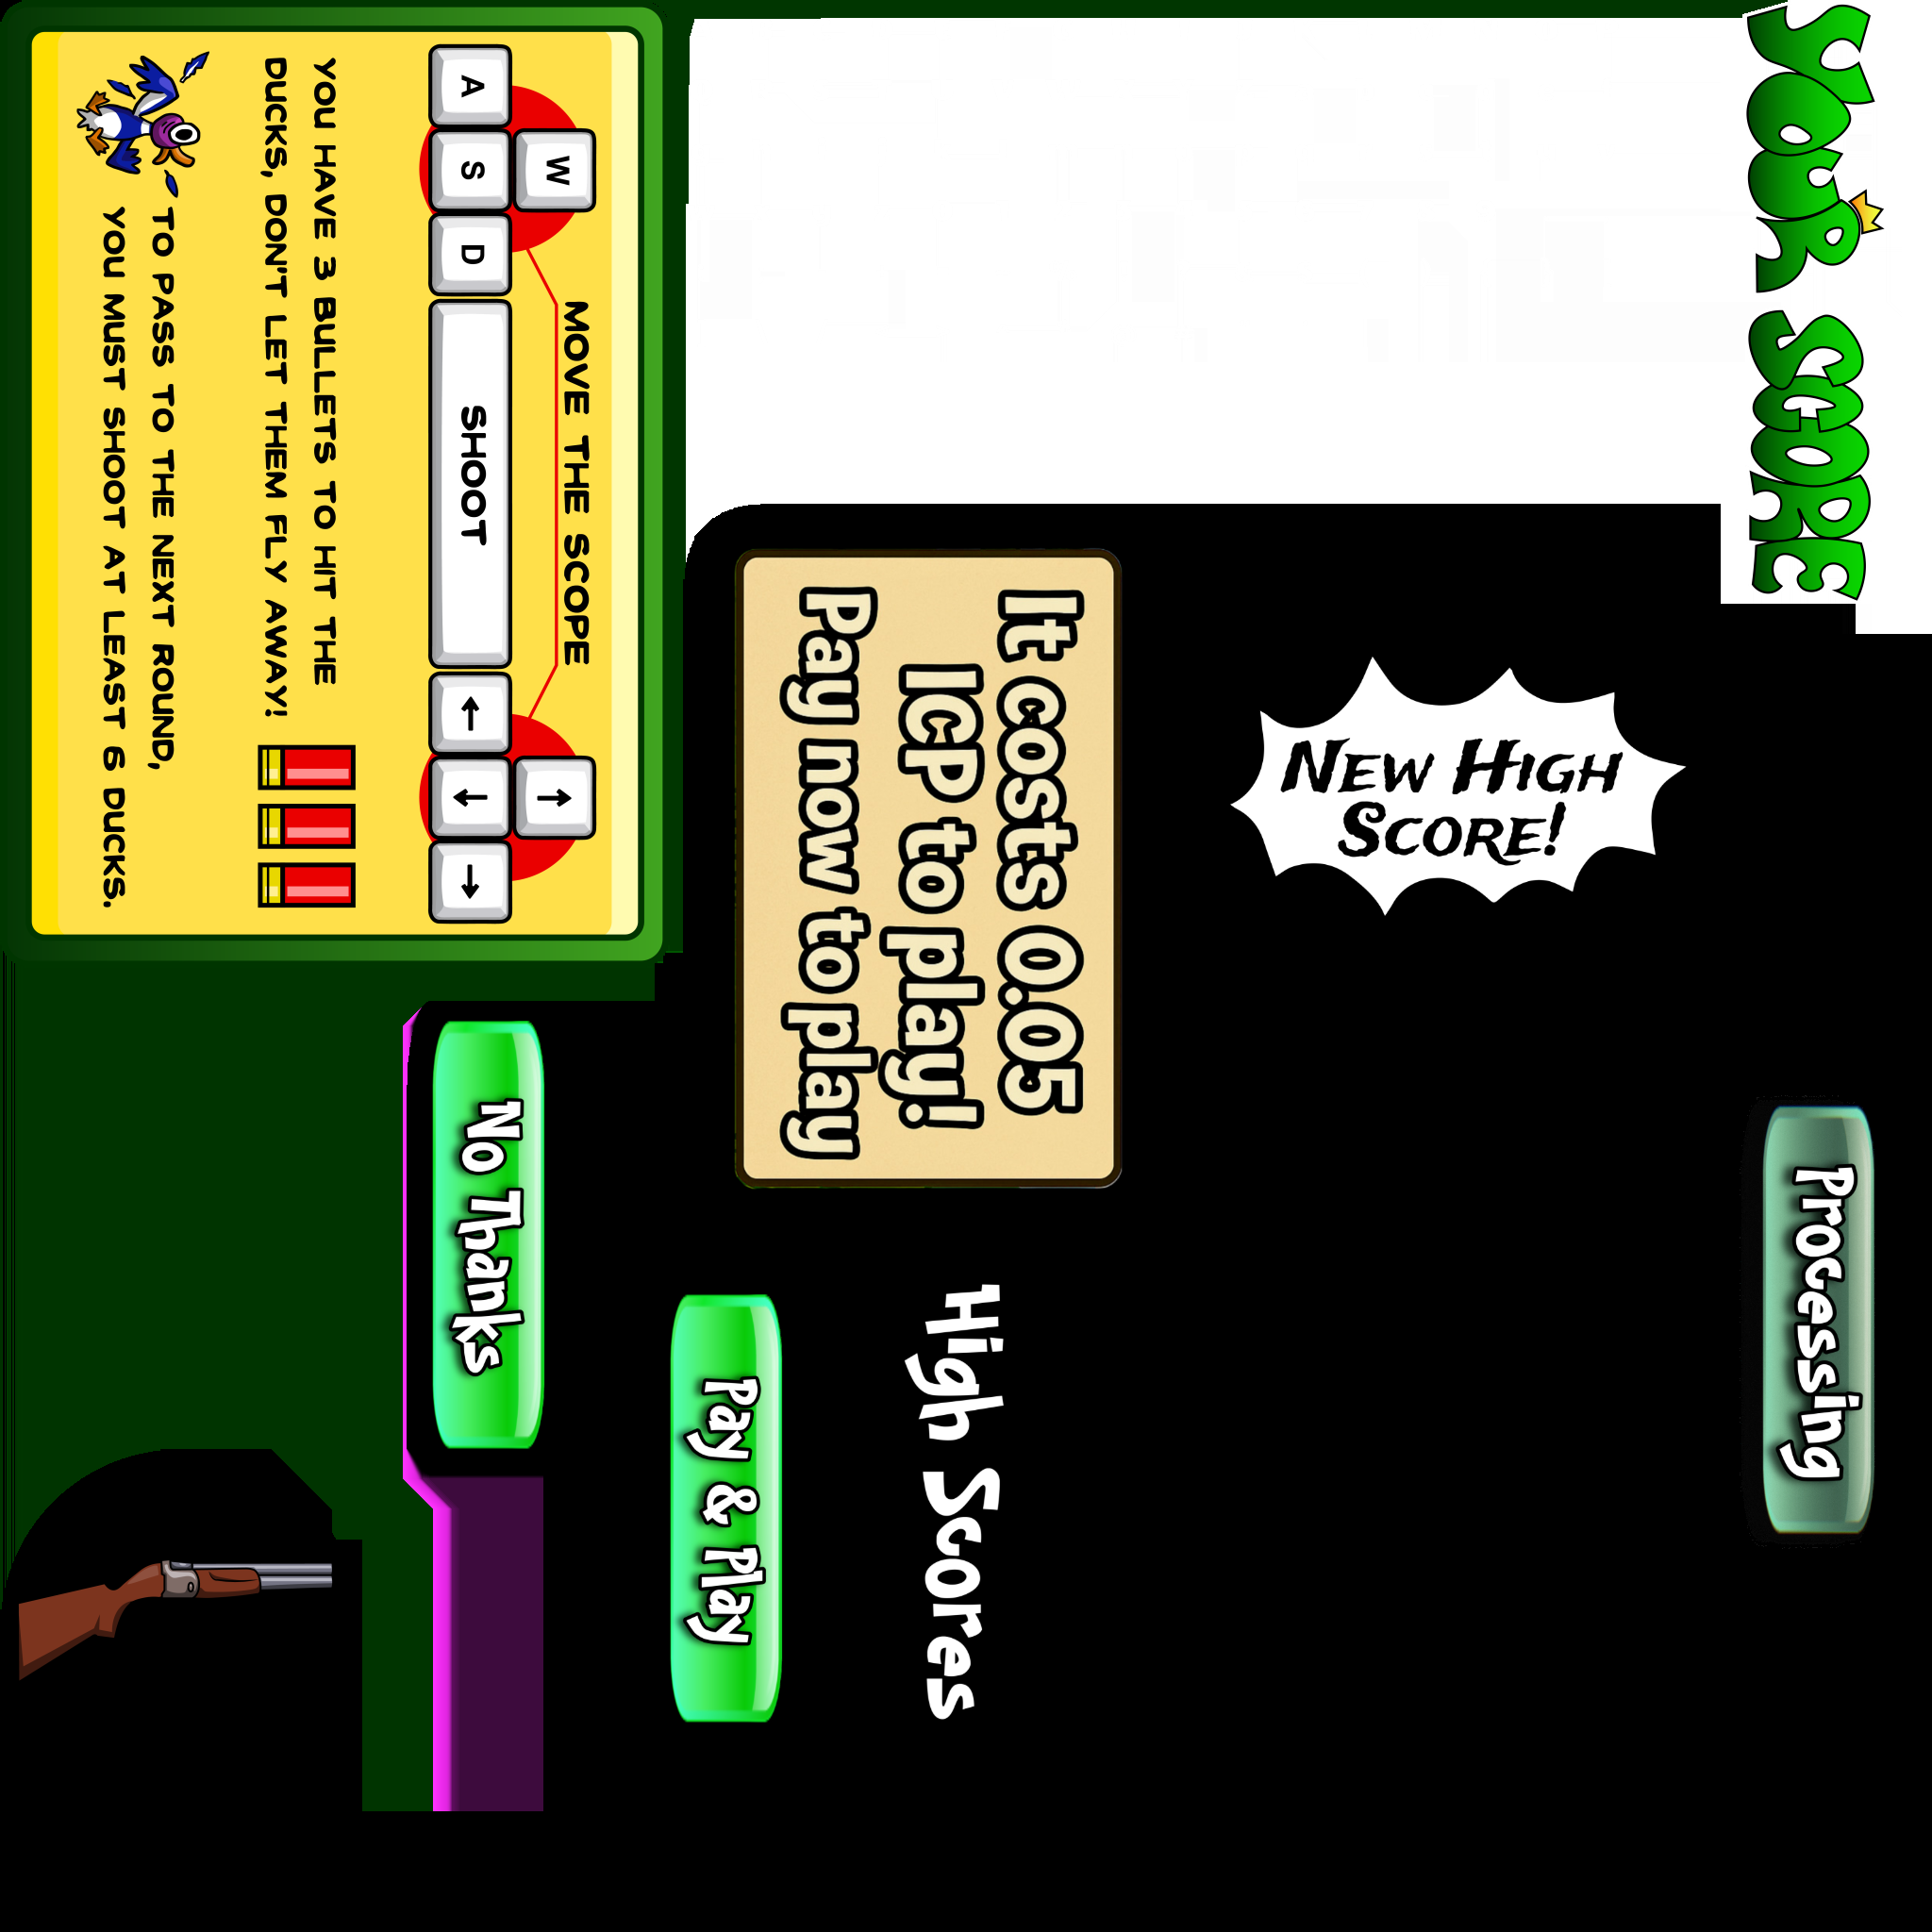 MOVE THE SCOPE
W
A S D SHOOT ← ↓ →
↑
YOU HAVE 3 BULLETS TO HIT THE
DUCKS, DON'T LET THEM FLY AWAY!
TO PASS TO THE NEXT ROUND,
YOU MUST SHOOT AT LEAST 6 DUCKS.
YOUR SCORE
It costs 0.05
ICP to play!
Pay now to play
NEW HIGH
SCORE!
No Thanks
Pay & Play
High Scores
Processing